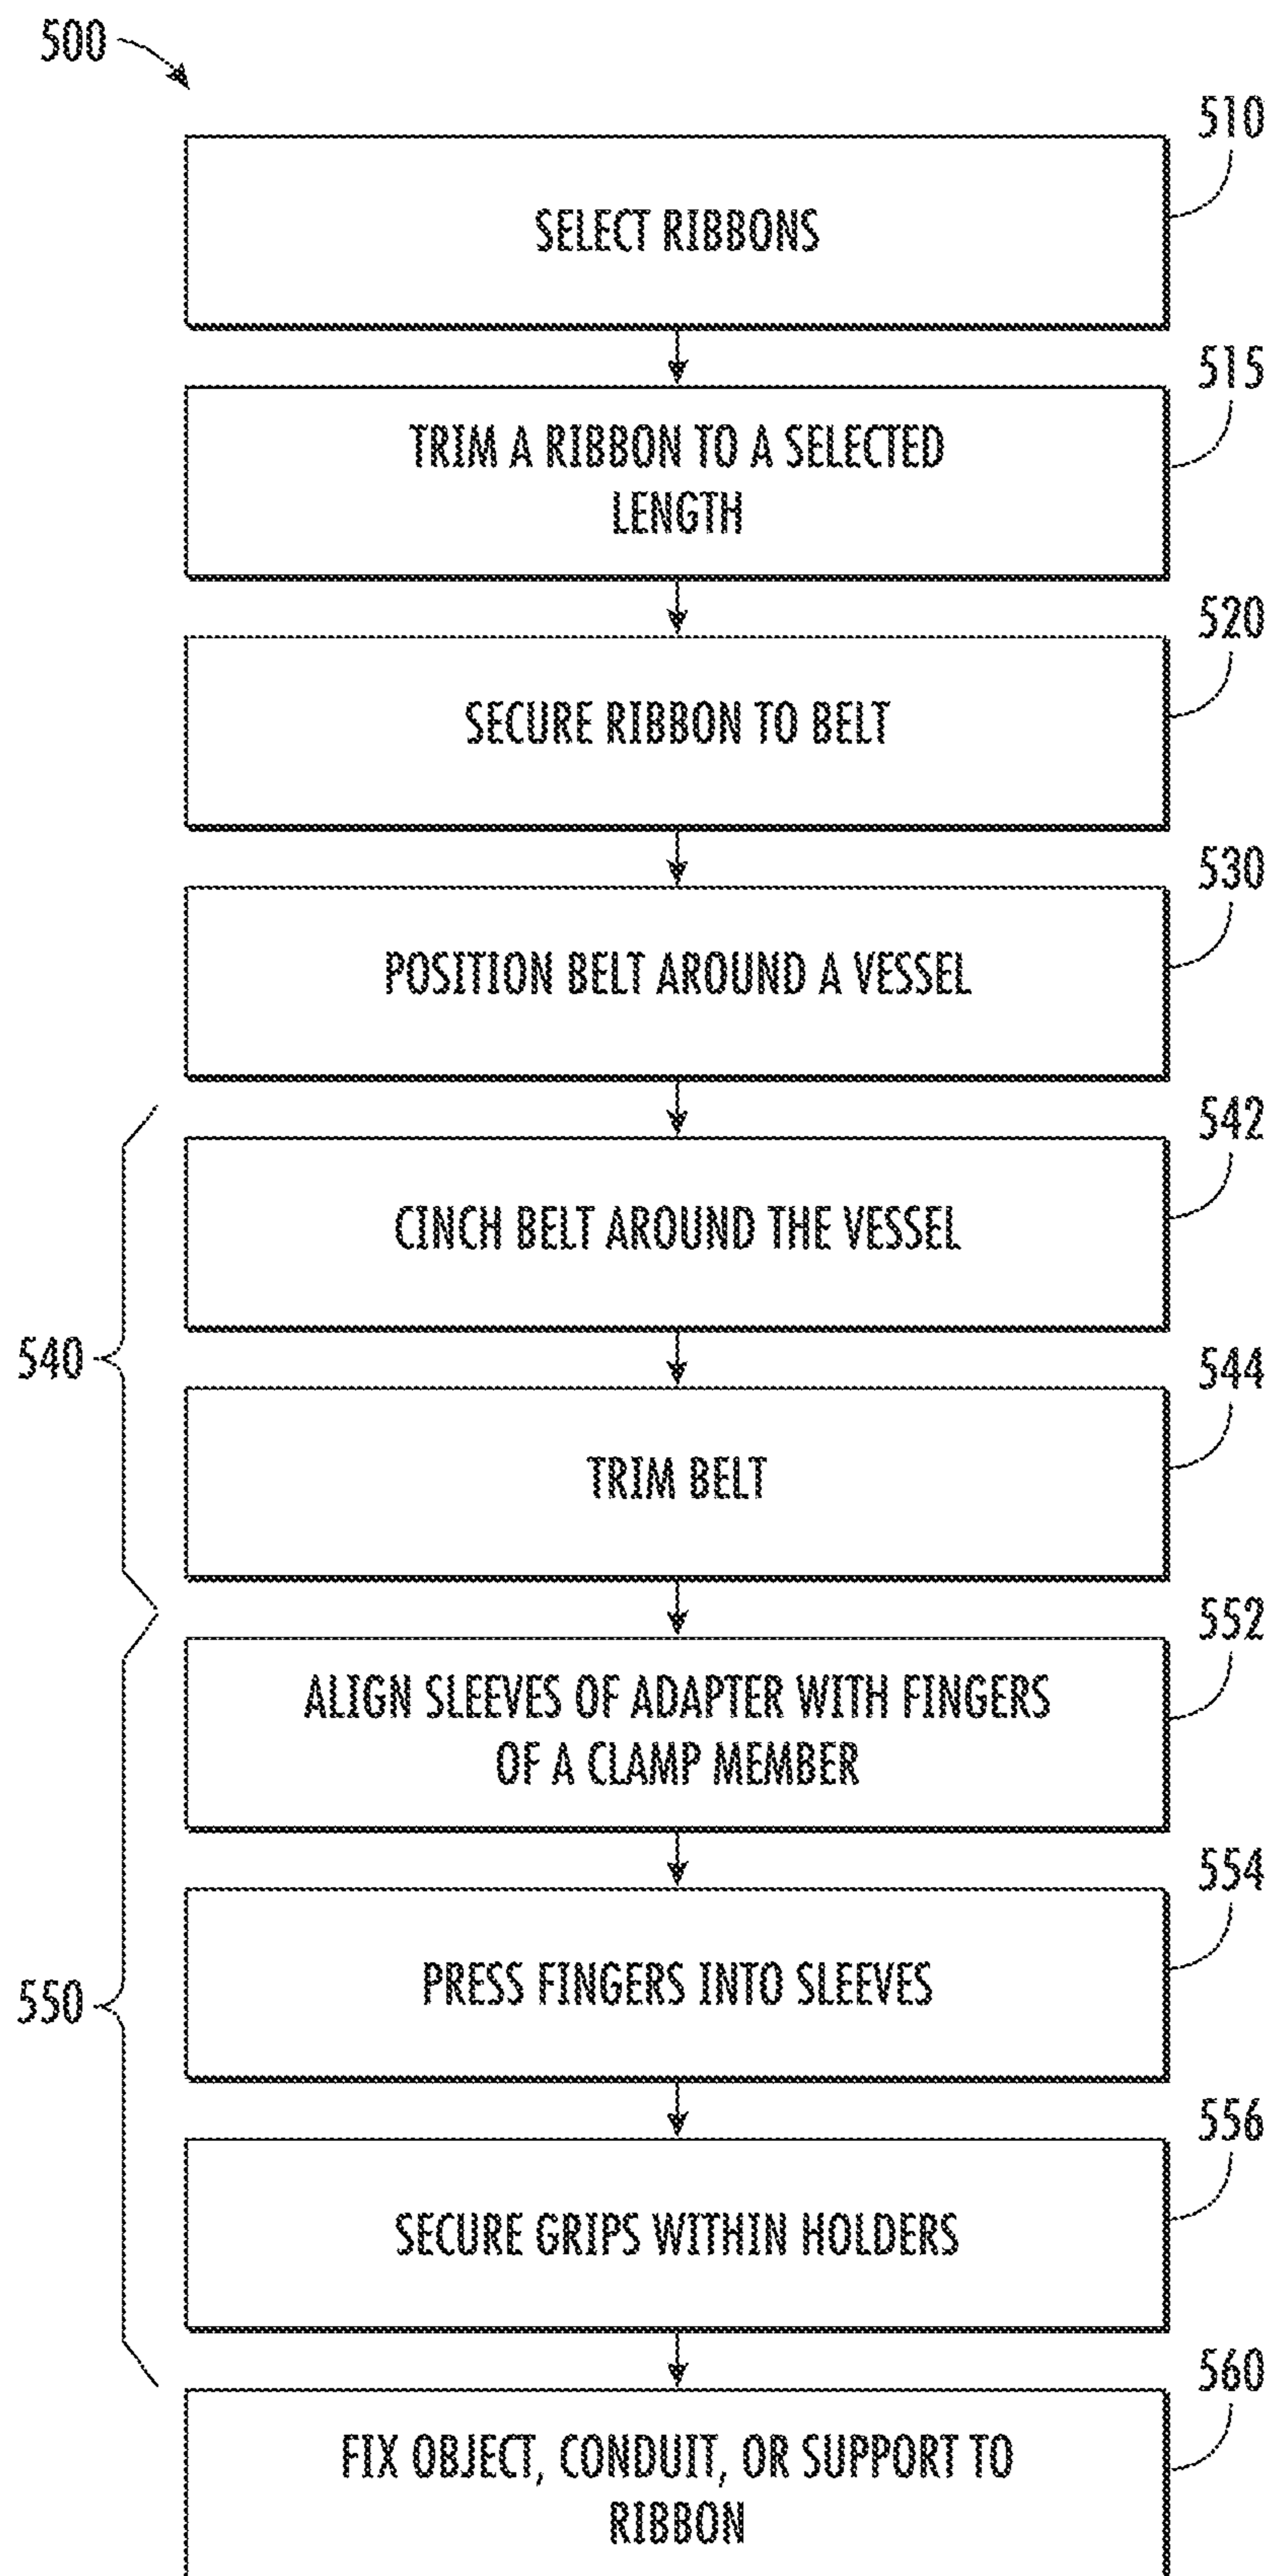 500
510
SELECT RIBBONS
515
TRIM A RIBBON TO A SELECTED
LENGTH
520
SECURE RIBBON TO BELT
530
POSITION BELT AROUND A VESSEL
542
CINCH BELT AROUND THE VESSEL
540
544
TRIM BELT
552
ALIGN SLEEVES OF ADAPTER WITH FINGERS
OF A CLAMP MEMBER
554
PRESS FINGERS INTO SLEEVES
550
556
SECURE GRIPS WITHIN HOLDERS
560
FIX OBJECT, CONDUIT, OR SUPPORT TO
RIBBON